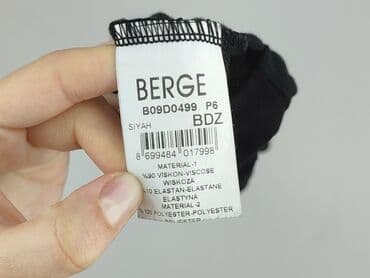 BERGE
B09D0499 P6
SIYAH BDZ
8 699484 017998
MATERIAL-1
%90 VISKON-VISCOSE
WISKOZA
%10 ELASTAN-ELASTANE
ELASTYNA
MATERIAL-2
%100 POLYESTER-POLYESTER